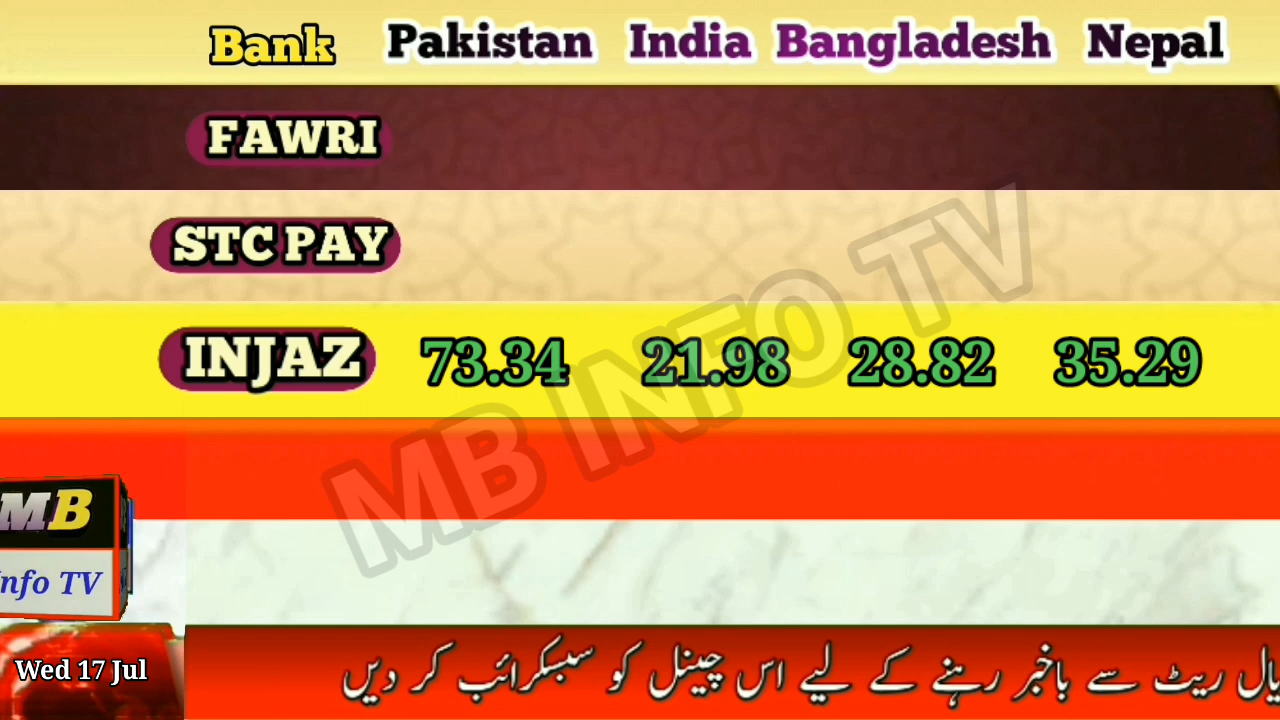 Bank Pakistan India Bangladesh Nepal
FAWRI
STC PAY
INJAZ 73.34 21.98 28.82 35.29
MB INFO TV
MB
Info TV
Wed 17 Jul
ریٹ سے باخبر رہنے کے لیے اس چینل کو سبسکرائب کر دیں